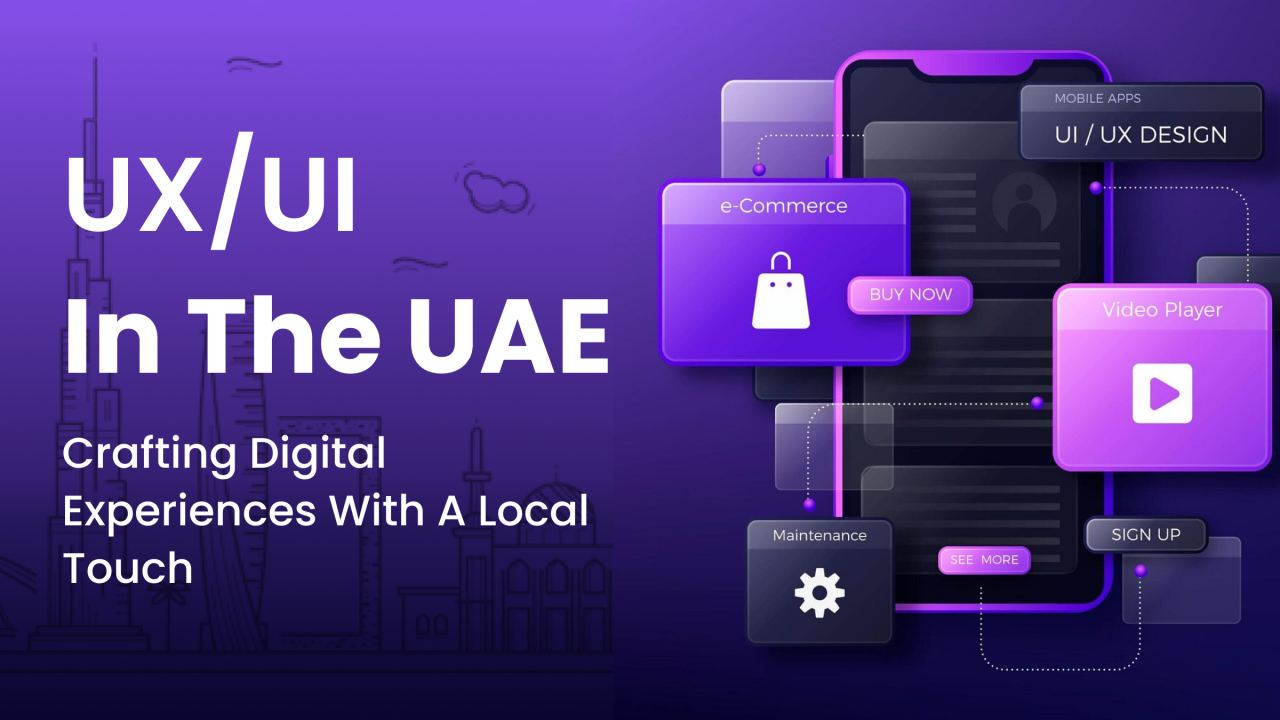 UX/UI
In The UAE
Crafting Digital
Experiences With A Local
Touch
MOBILE APPS
UI / UX DESIGN
e-Commerce
BUY NOW
Video Player
Maintenance
SEE MORE
SIGN UP